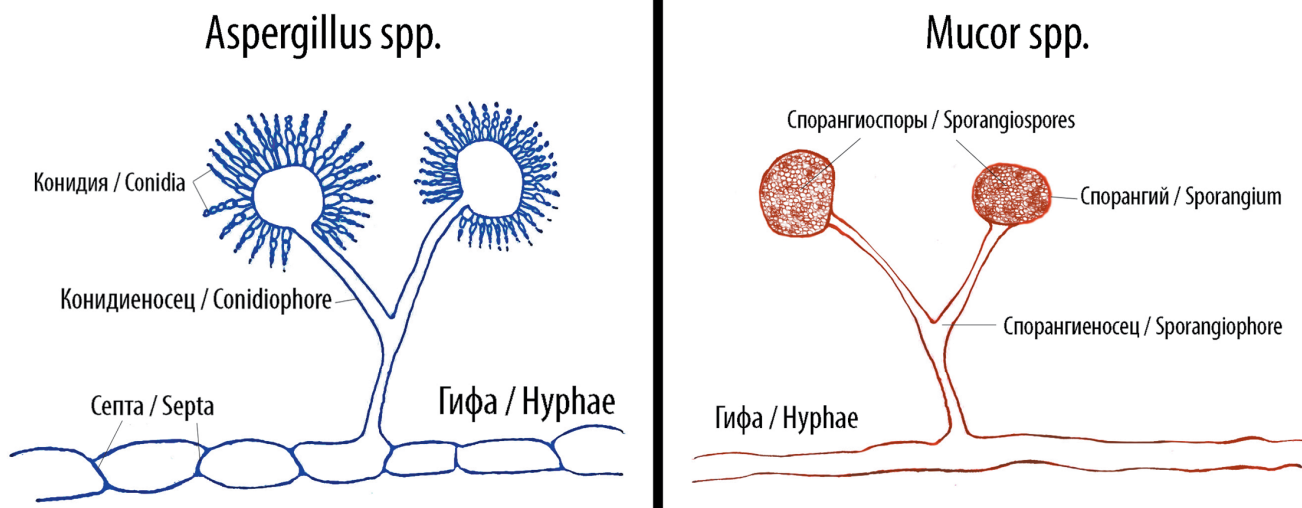 Aspergillus spp.
Конидия / Conidia
Конидиеносец / Conidiophore
Септа / Septa
Гифа / Hyphae
Mucor spp.
Спорангиоспоры / Sporangiospores
Спорангий / Sporangium
Спорангиеносец / Sporangiophore
Гифа / Hyphae